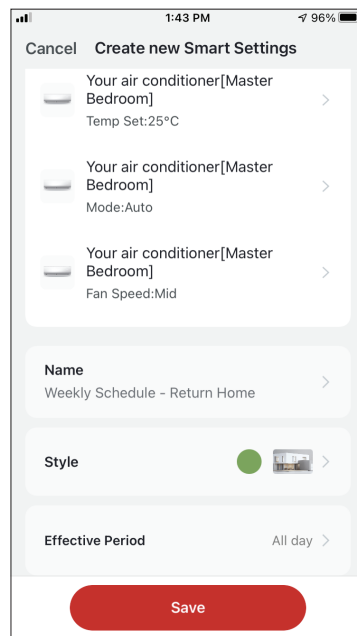 1:43 PM
96%
Cancel
Create new Smart Settings
Your air conditioner[Master
Bedroom]
Temp Set:25°C
Your air conditioner[Master
Bedroom]
Mode:Auto
Your air conditioner[Master
Bedroom]
Fan Speed:Mid
Name
Weekly Schedule - Return Home
Style
Effective Period
All day
Save